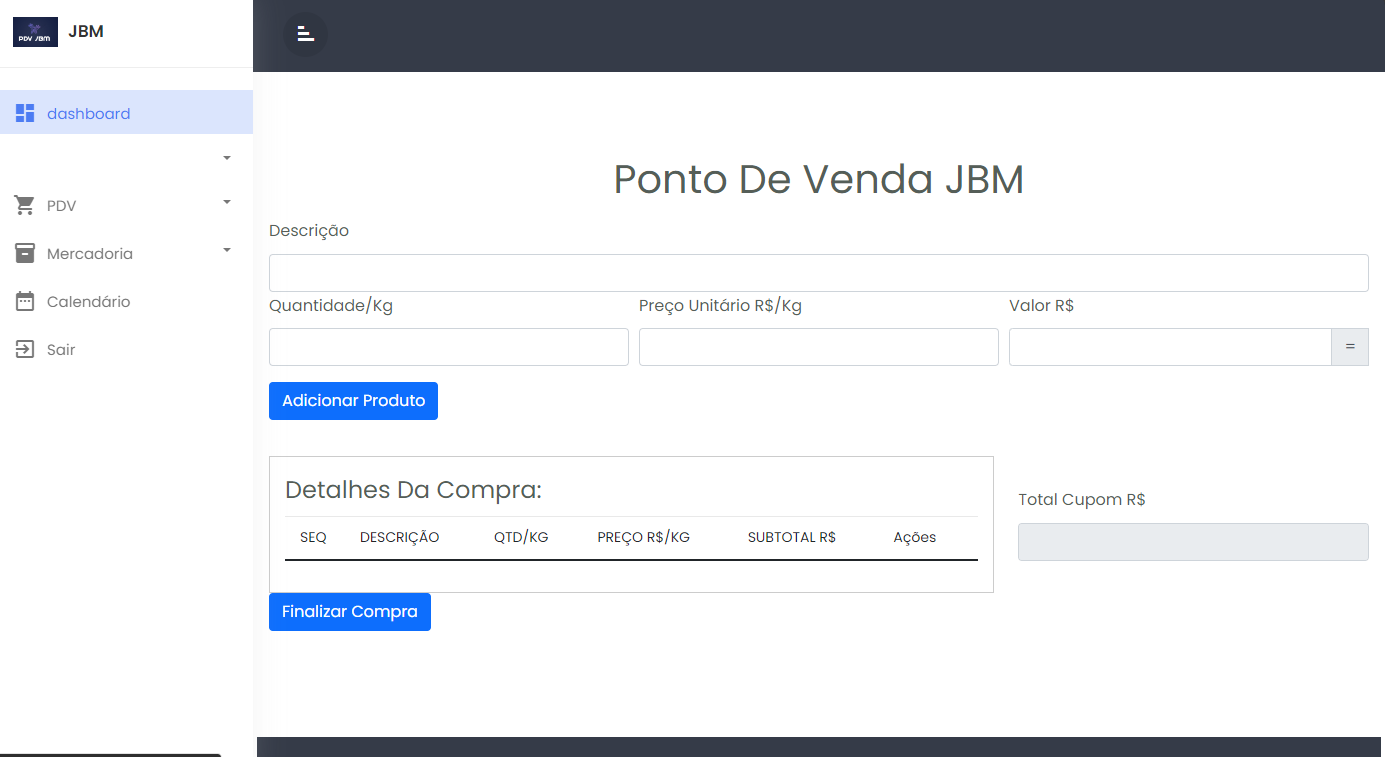 PDV JBM
JBM
dashboard
PDV
Mercadoria
Calendário
Sair
Ponto De Venda JBM
Descrição
Quantidade/Kg
Preço Unitário R$/Kg
Valor R$
=
Adicionar Produto
Detalhes Da Compra:
SEQ DESCRIÇÃO QTD/KG PREÇO R$/KG SUBTOTAL R$ Ações
Total Cupom R$
Finalizar Compra